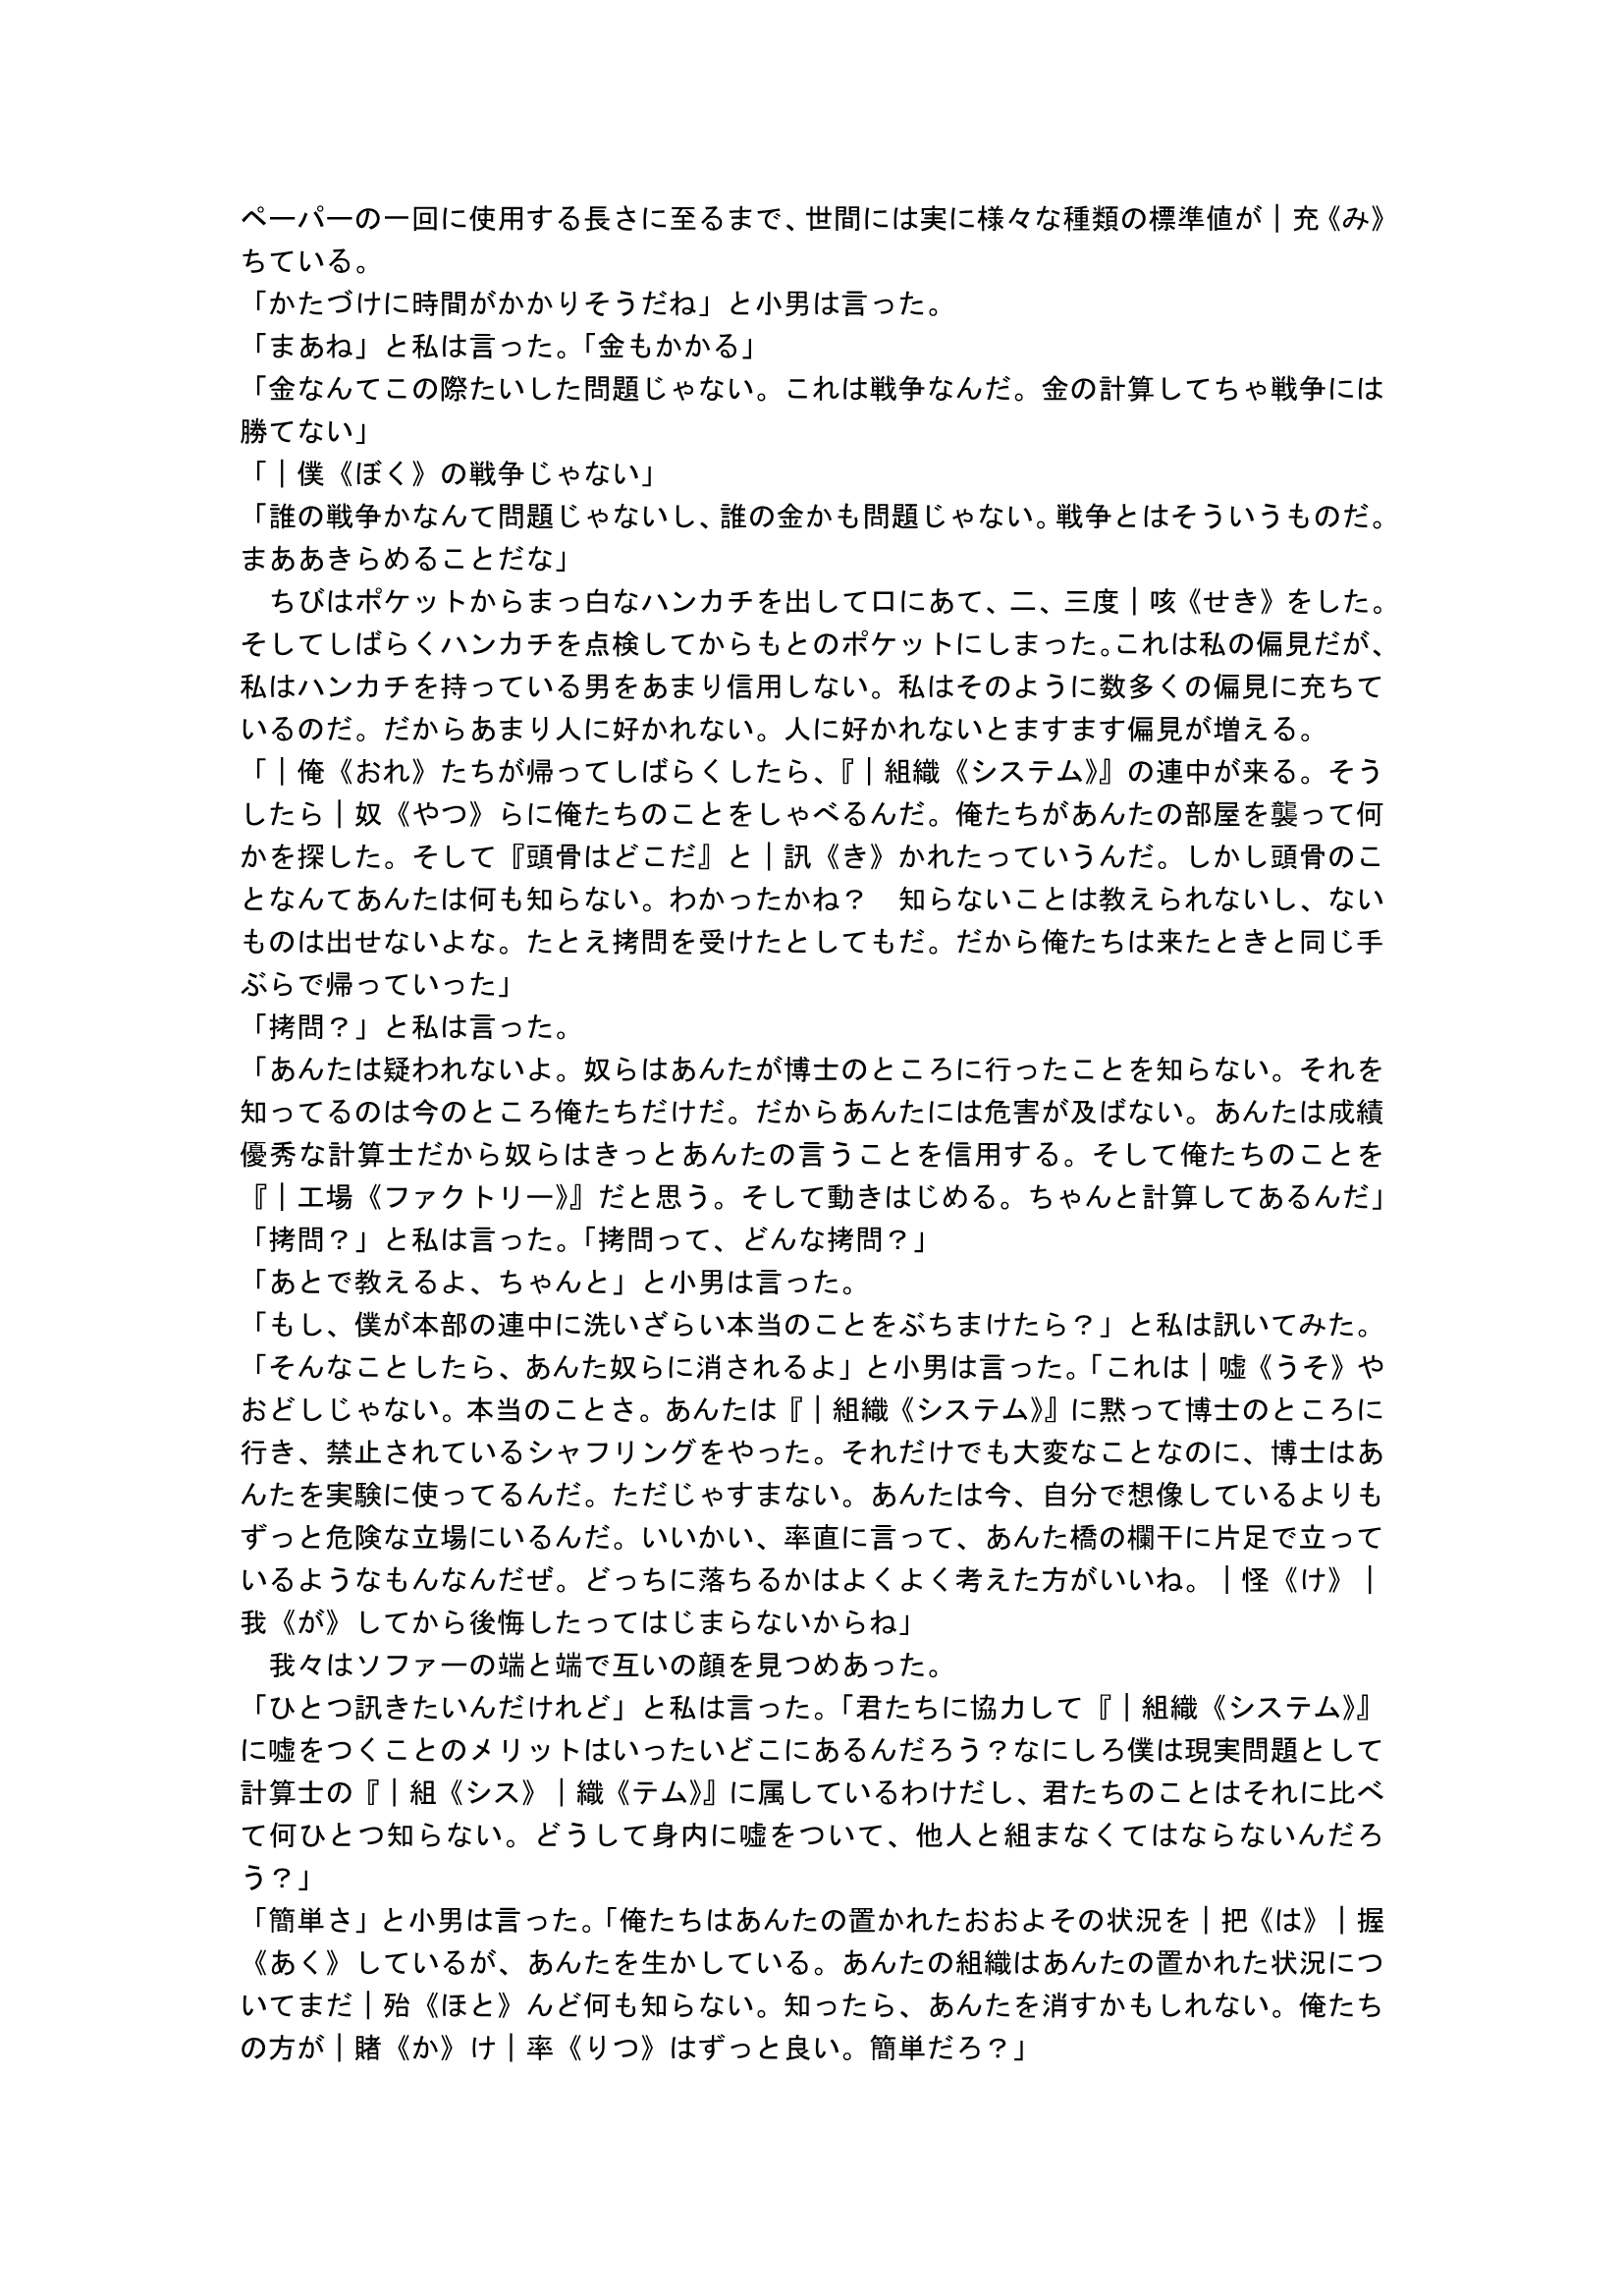 ペーパーの一回に使用する長さに至るまで、世間には実に様々な種類の標準値が｜充《み》
ちている。
「かたづけに時間がかかりそうだね」と小男は言った。
「まあね」と私は言った。「金もかかる」
「金なんてこの際たいした問題じゃない。これは戦争なんだ。金の計算してちゃ戦争には
勝てない」
「｜僕《ぼく》の戦争じゃない」
「誰の戦争かなんて問題じゃないし、誰の金かも問題じゃない。戦争とはそういうものだ。
まああきらめることだな」
　ちびはポケットからまっ白なハンカチを出して口にあて、二、三度｜咳《せき》をした。
そしてしばらくハンカチを点検してからもとのポケットにしまった。これは私の偏見だが、
私はハンカチを持っている男をあまり信用しない。私はそのように数多くの偏見に充ちて
いるのだ。だからあまり人に好かれない。人に好かれないとますます偏見が増える。
「｜俺《おれ》たちが帰ってしばらくしたら、『｜組織《システム》』の連中が来る。そう
したら｜奴《やつ》らに俺たちのことをしゃべるんだ。俺たちがあんたの部屋を襲って何
かを探した。そして『頭骨はどこだ』と｜訊《き》かれたっていうんだ。しかし頭骨のこ
となんてあんたは何も知らない。わかったかね？　知らないことは教えられないし、ない
ものは出せないよな。たとえ拷問を受けたとしてもだ。だから俺たちは来たときと同じ手
ぶらで帰っていった」
「拷問？」と私は言った。
「あんたは疑われないよ。奴らはあんたが博士のところに行ったことを知らない。それを
知ってるのは今のところ俺たちだけだ。だからあんたには危害が及ばない。あんたは成績
優秀な計算士だから奴らはきっとあんたの言うことを信用する。そして俺たちのことを
『｜工場《ファクトリー》』だと思う。そして動きはじめる。ちゃんと計算してあるんだ」
「拷問？」と私は言った。「拷問って、どんな拷問？」
「あとで教えるよ、ちゃんと」と小男は言った。
「もし、僕が本部の連中に洗いざらい本当のことをぶちまけたら？」と私は訊いてみた。
「そんなことしたら、あんた奴らに消されるよ」と小男は言った。「これは｜嘘《うそ》や
おどしじゃない。本当のことさ。あんたは『｜組織《システム》』に黙って博士のところに
行き、禁止されているシャフリングをやった。それだけでも大変なことなのに、博士はあ
んたを実験に使ってるんだ。ただじゃすまない。あんたは今、自分で想像しているよりも
ずっと危険な立場にいるんだ。いいかい、率直に言って、あんた橋の欄干に片足で立って
いるようなもんなんだぜ。どっちに落ちるかはよくよく考えた方がいいね。｜怪《け》｜
我《が》してから後悔したってはじまらないからね」
　我々はソファーの端と端で互いの顔を見つめあった。
「ひとつ訊きたいんだけれど」と私は言った。「君たちに協力して『｜組織《システム》』
に嘘をつくことのメリットはいったいどこにあるんだろう？なにしろ僕は現実問題として
計算士の『｜組《シス》｜織《テム》』に属しているわけだし、君たちのことはそれに比べ
て何ひとつ知らない。どうして身内に嘘をついて、他人と組まなくてはならないんだろ
う？」
「簡単さ」と小男は言った。「俺たちはあんたの置かれたおおよその状況を｜把《は》｜握
《あく》しているが、あんたを生かしている。あんたの組織はあんたの置かれた状況につ
いてまだ｜殆《ほと》んど何も知らない。知ったら、あんたを消すかもしれない。俺たち
の方が｜賭《か》け｜率《りつ》はずっと良い。簡単だろ？」